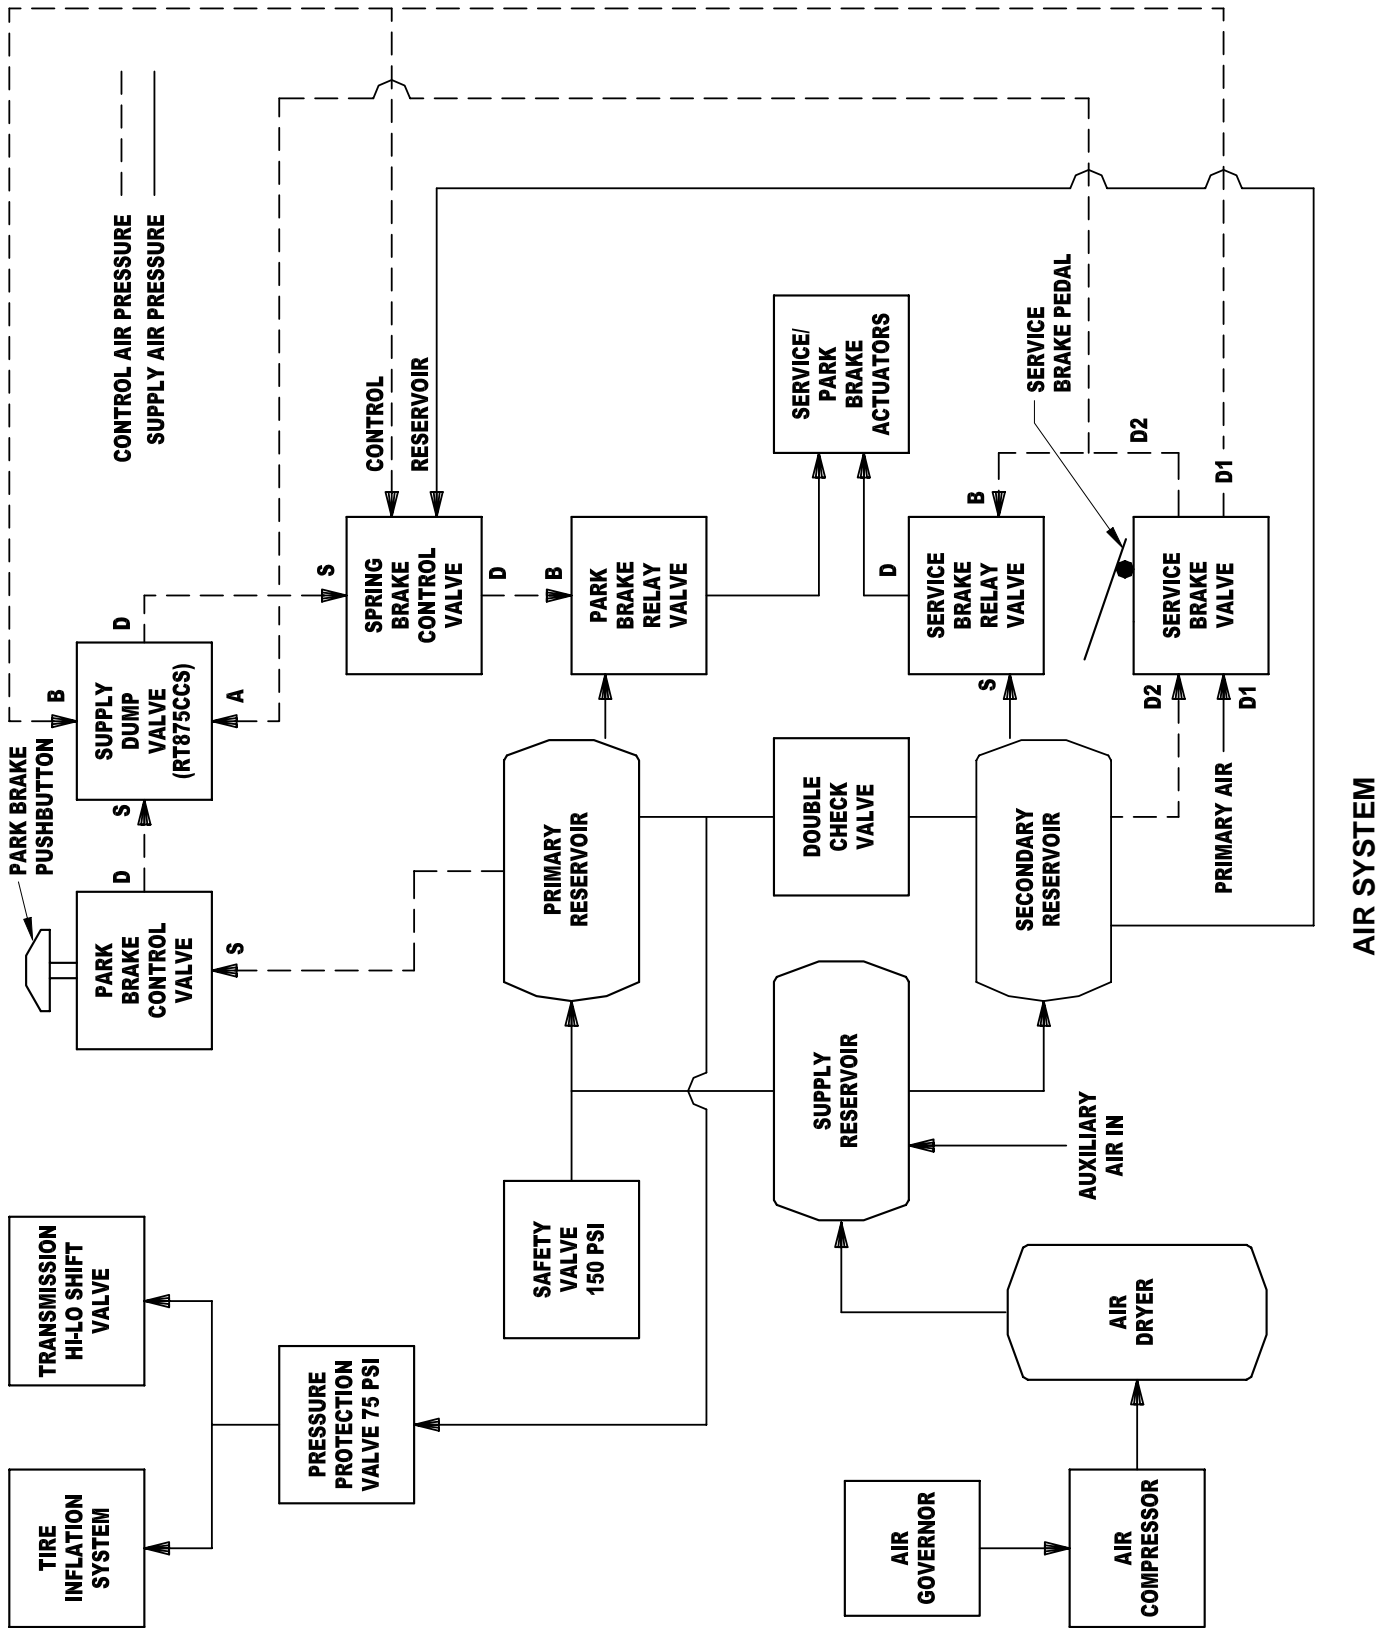 TIRE
INFLATION
SYSTEM
TRANSMISSION
HI-LO SHIFT
VALVE
PARK BRAKE
PUSHBUTTON
PARK
BRAKE
CONTROL
VALVE
D
S
S
SUPPLY
DUMP
VALVE
(RT875CCS)
B
A
D
CONTROL AIR PRESSURE
SUPPLY AIR PRESSURE
PRESSURE
PROTECTION
VALVE 75 PSI
S
SPRING
BRAKE
CONTROL
VALVE
D
CONTROL
RESERVOIR
SAFETY
VALVE
150 PSI
PRIMARY
RESERVOIR
B
PARK
BRAKE
RELAY
VALVE
SUPPLY
RESERVOIR
DOUBLE
CHECK
VALVE
SERVICE/
PARK
BRAKE
ACTUATORS
AIR
GOVERNOR
SECONDARY
RESERVOIR
D
SERVICE
BRAKE
RELAY
VALVE
S
B
SERVICE
BRAKE PEDAL
AIR
COMPRESSOR
AIR
DRYER
AUXILIARY
AIR IN
D2
D2
SERVICE
BRAKE
VALVE
PRIMARY AIR
D1
D1
AIR SYSTEM